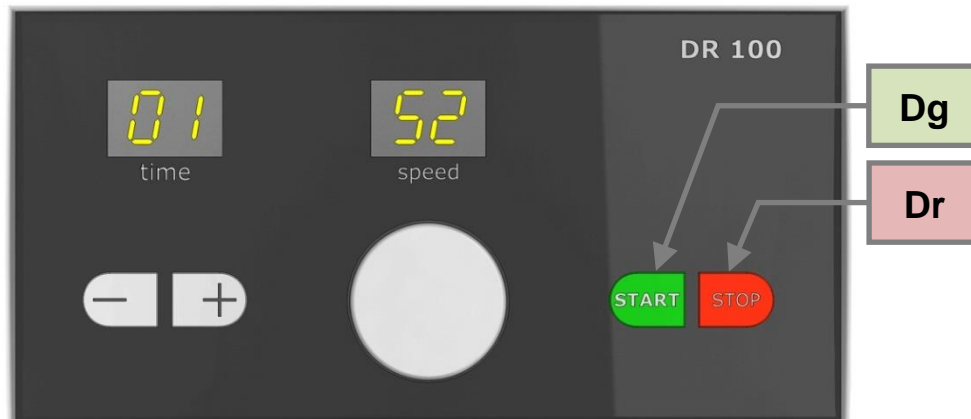 DR 100
01
52
time
speed
Dg
Dr
− +
START STOP